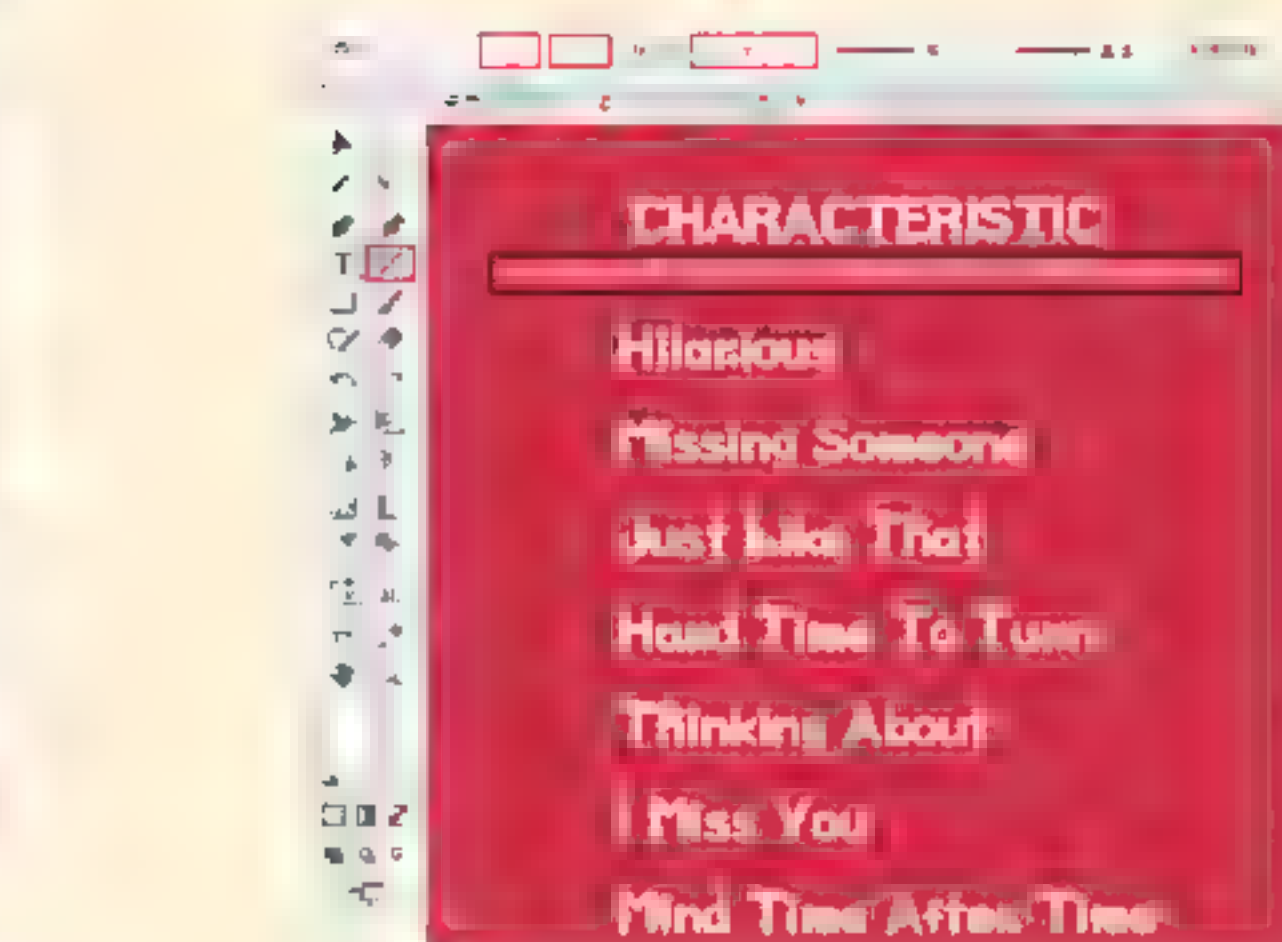 CHARACTERISTIC
Hilarious
Missing Someone
Just Like That
Hard Time To Turn
Thinking About
I Miss You
Mind Time After Time